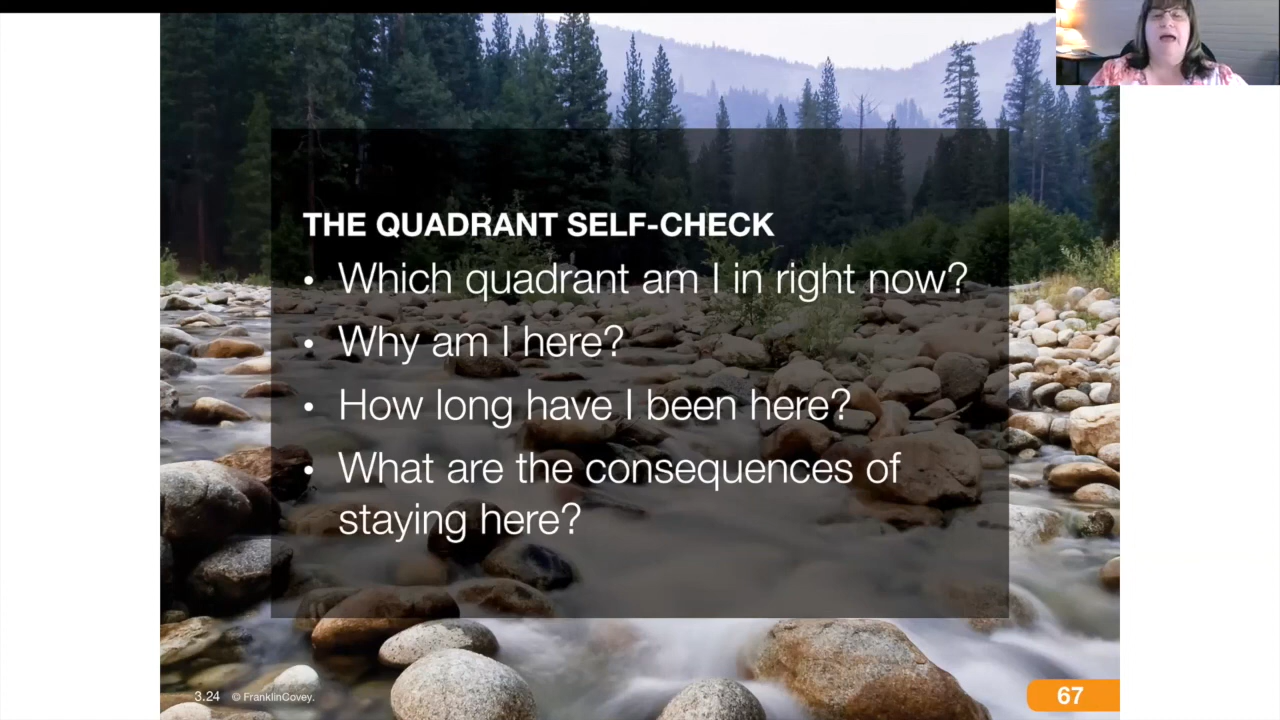 THE QUADRANT SELF-CHECK
• Which quadrant am I in right now?
• Why am I here?
• How long have I been here?
• What are the consequences of
staying here?
3.24 © FranklinCovey.
67